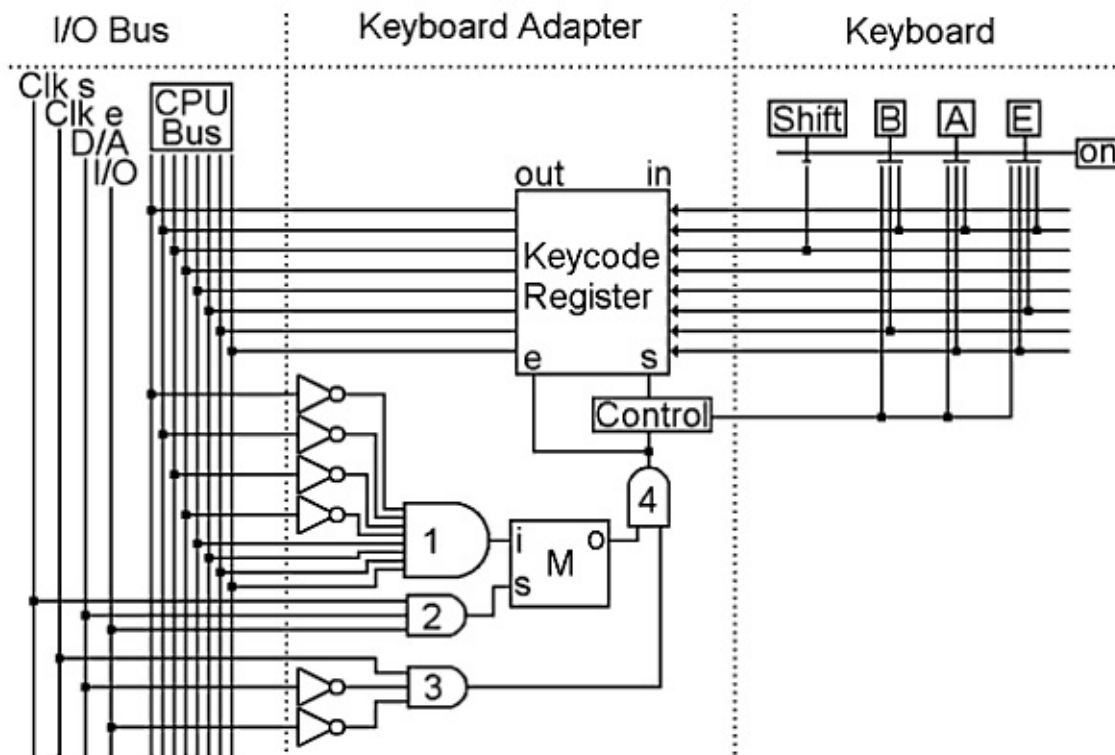 I/O Bus
Keyboard Adapter
Keyboard
Clk s
Clk e
D/A
I/O
CPU
Bus
Shift
B
A
E
on
out
in
Keycode
Register
e
s
Control
4
1
i
o
M
s
2
3